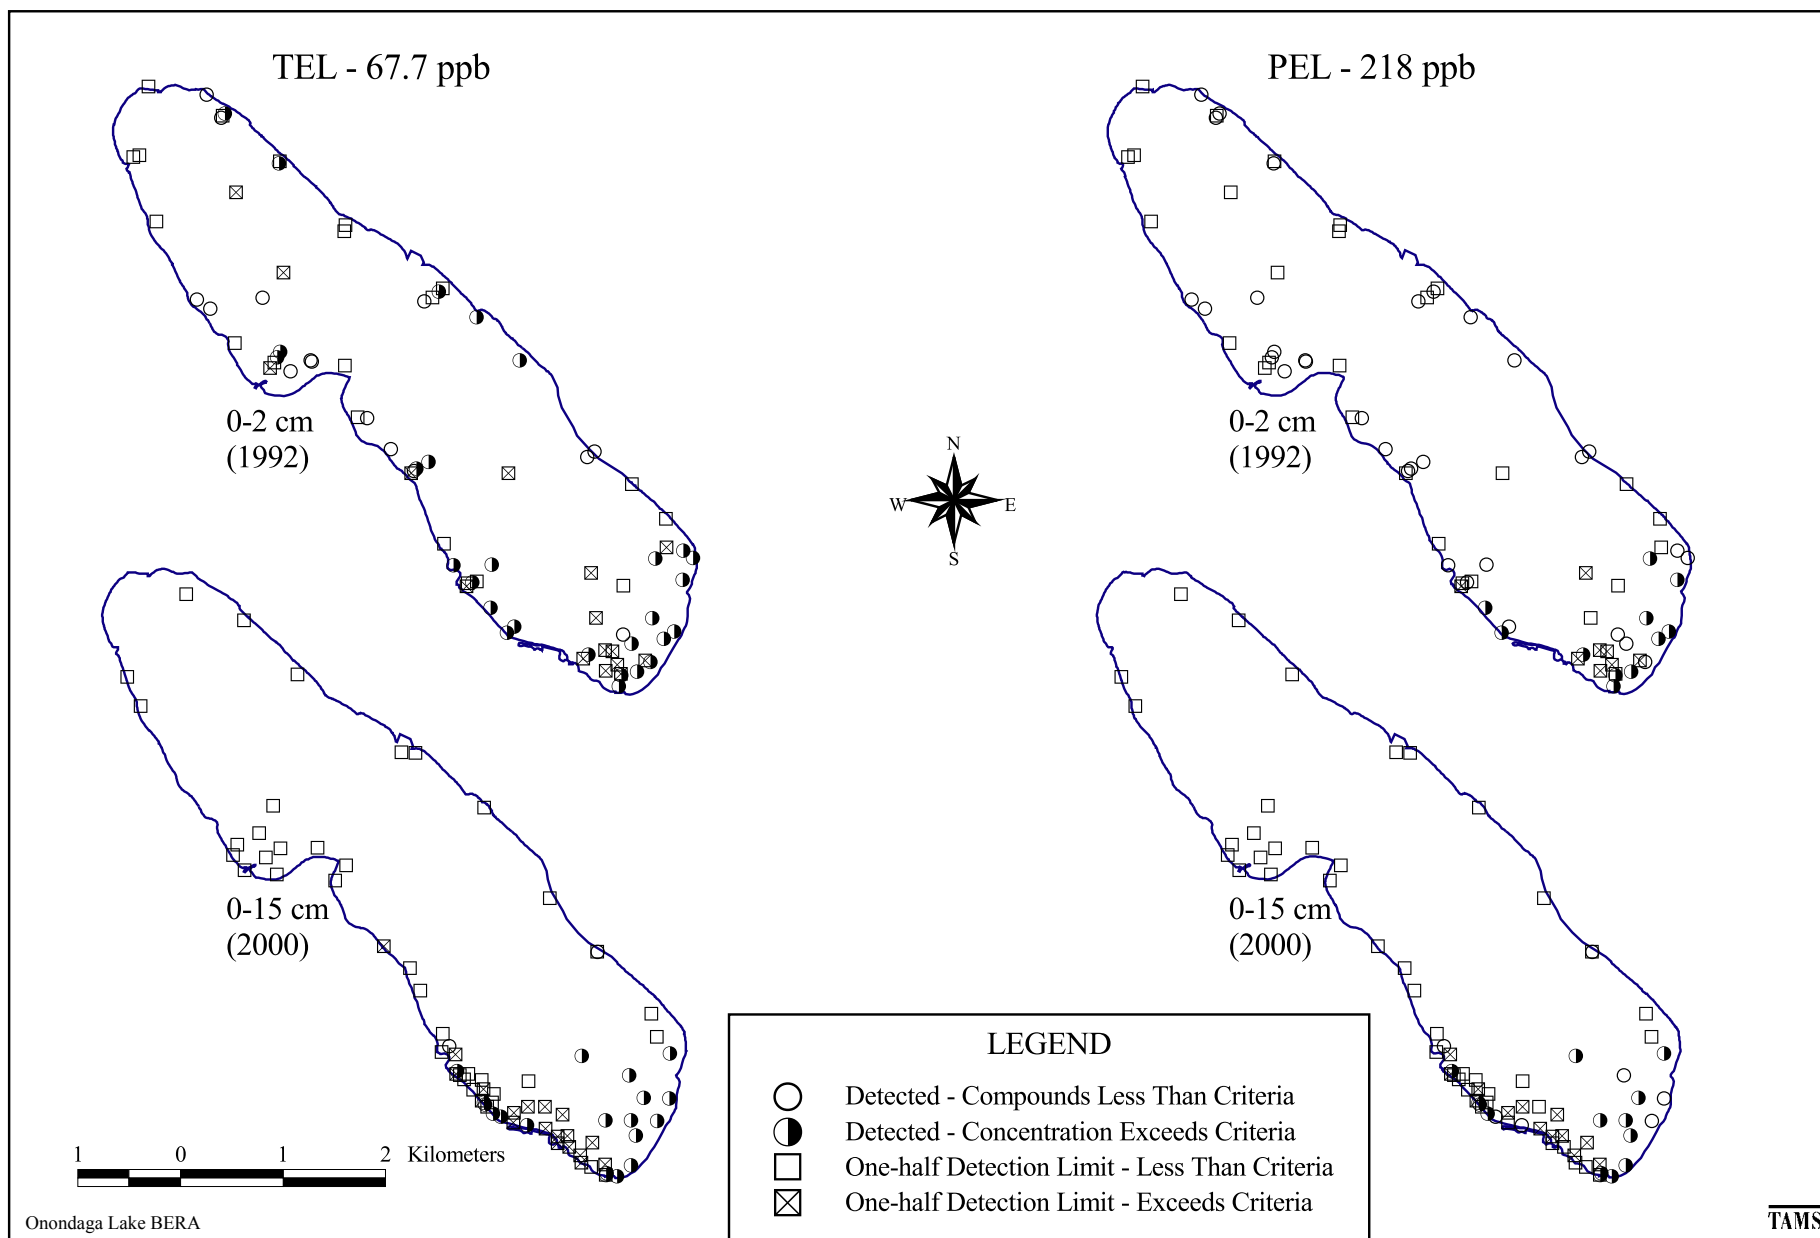 TEL - 67.7 ppb
PEL - 218 ppb
0-2 cm
(1992)
0-2 cm
(1992)
N
W
E
S
0-15 cm
(2000)
0-15 cm
(2000)
LEGEND
Detected - Compounds Less Than Criteria
Detected - Concentration Exceeds Criteria
One-half Detection Limit - Less Than Criteria
One-half Detection Limit - Exceeds Criteria
1 0 1 2 Kilometers
Onondaga Lake BERA
TAMS